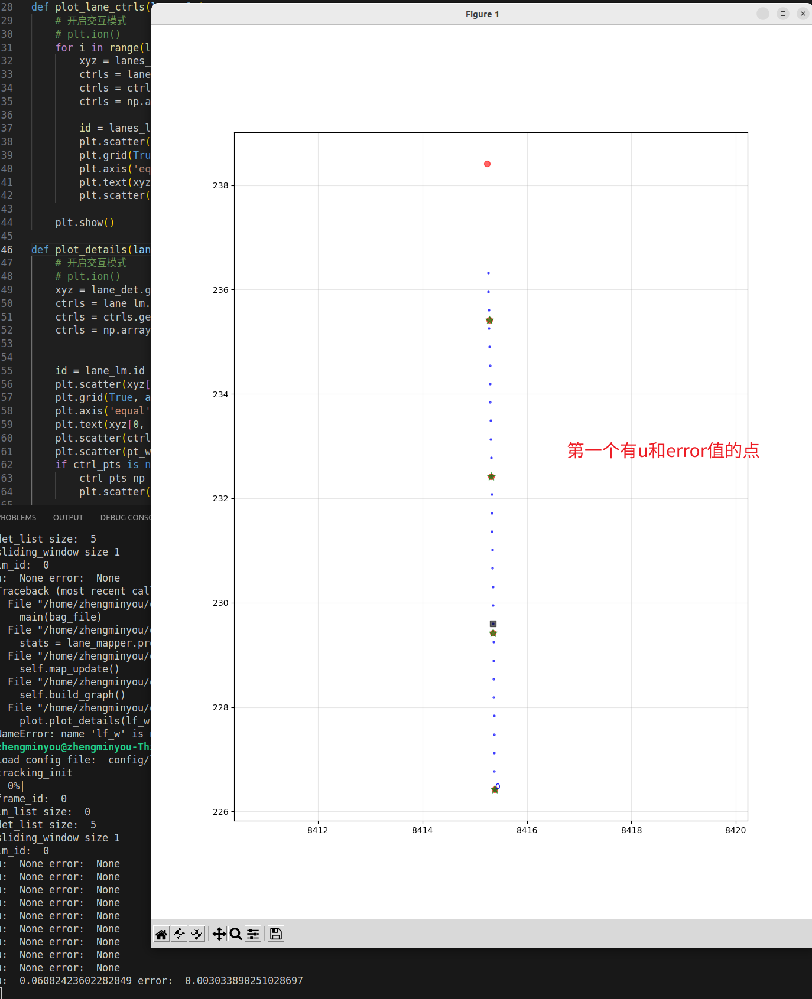 28 def plot_lane_ctrls(
29 # 开启交互模式
30 # plt.ion()
31 for i in range(l
32 xyz = lanes_
33 ctrls = lane
34 ctrls = ctrl
35 ctrls = np.a
36
37 id = lanes_l
38 plt.scatter(
39 plt.grid(Tru
40 plt.axis('eq
41 plt.text(xyz
42 plt.scatter(
43
44 plt.show()
45
46 def plot_details(lan
47 # 开启交互模式
48 # plt.ion()
49 xyz = lane_det.g
50 ctrls = lane_lm.
51 ctrls = ctrls.ge
52 ctrls = np.array
53
54
55 id = lane_lm.id
56 plt.scatter(xyz[
57 plt.grid(True, a
58 plt.axis('equal'
59 plt.text(xyz[0,
60 plt.scatter(ctrl
61 plt.scatter(pt_w
62 if ctrl_pts is n
63 ctrl_pts_np
64 plt.scatter(
65
PROBLEMS OUTPUT DEBUG CONSO
det_list size: 5
sliding_window size 1
lm_id: 0
u: None error: None
Traceback (most recent cal
File "/home/zhengminyou/
main(bag_file)
File "/home/zhengminyou/
stats = lane_mapper.pro
File "/home/zhengminyou/
self.map_update()
File "/home/zhengminyou/
self.build_graph()
File "/home/zhengminyou/
plot.plot_details(lf_w
NameError: name 'lf_w' is
zhengminyou@zhengminyou-Thi
Load config file: config/
tracking_init
0%|
frame_id: 0
lm_list size: 0
det_list size: 5
sliding_window size 1
lm_id: 0
u: None error: None
u: None error: None
u: None error: None
u: None error: None
u: None error: None
u: None error: None
u: None error: None
u: None error: None
u: None error: None
u: 0.06082423602282849 error: 0.003033890251028697
Figure 1
238
236
234
232
230
228
226
8412 8414 8416 8418 8420
第一个有u和error值的点
0